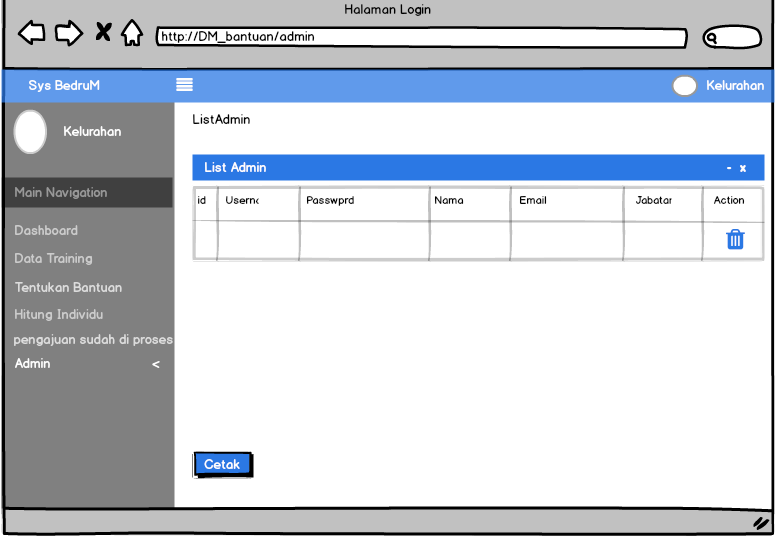 Halaman Login
http://DM_bantuan/admin
Sys BedruM
Kelurahan
Kelurahan
ListAdmin
List Admin - x
Main Navigation
id Userna Passwprd Nama Email Jabatar Action
Dashboard
Data Training
Tentukan Bantuan
Hitung Individu
pengajuan sudah di proses
Admin <
Cetak